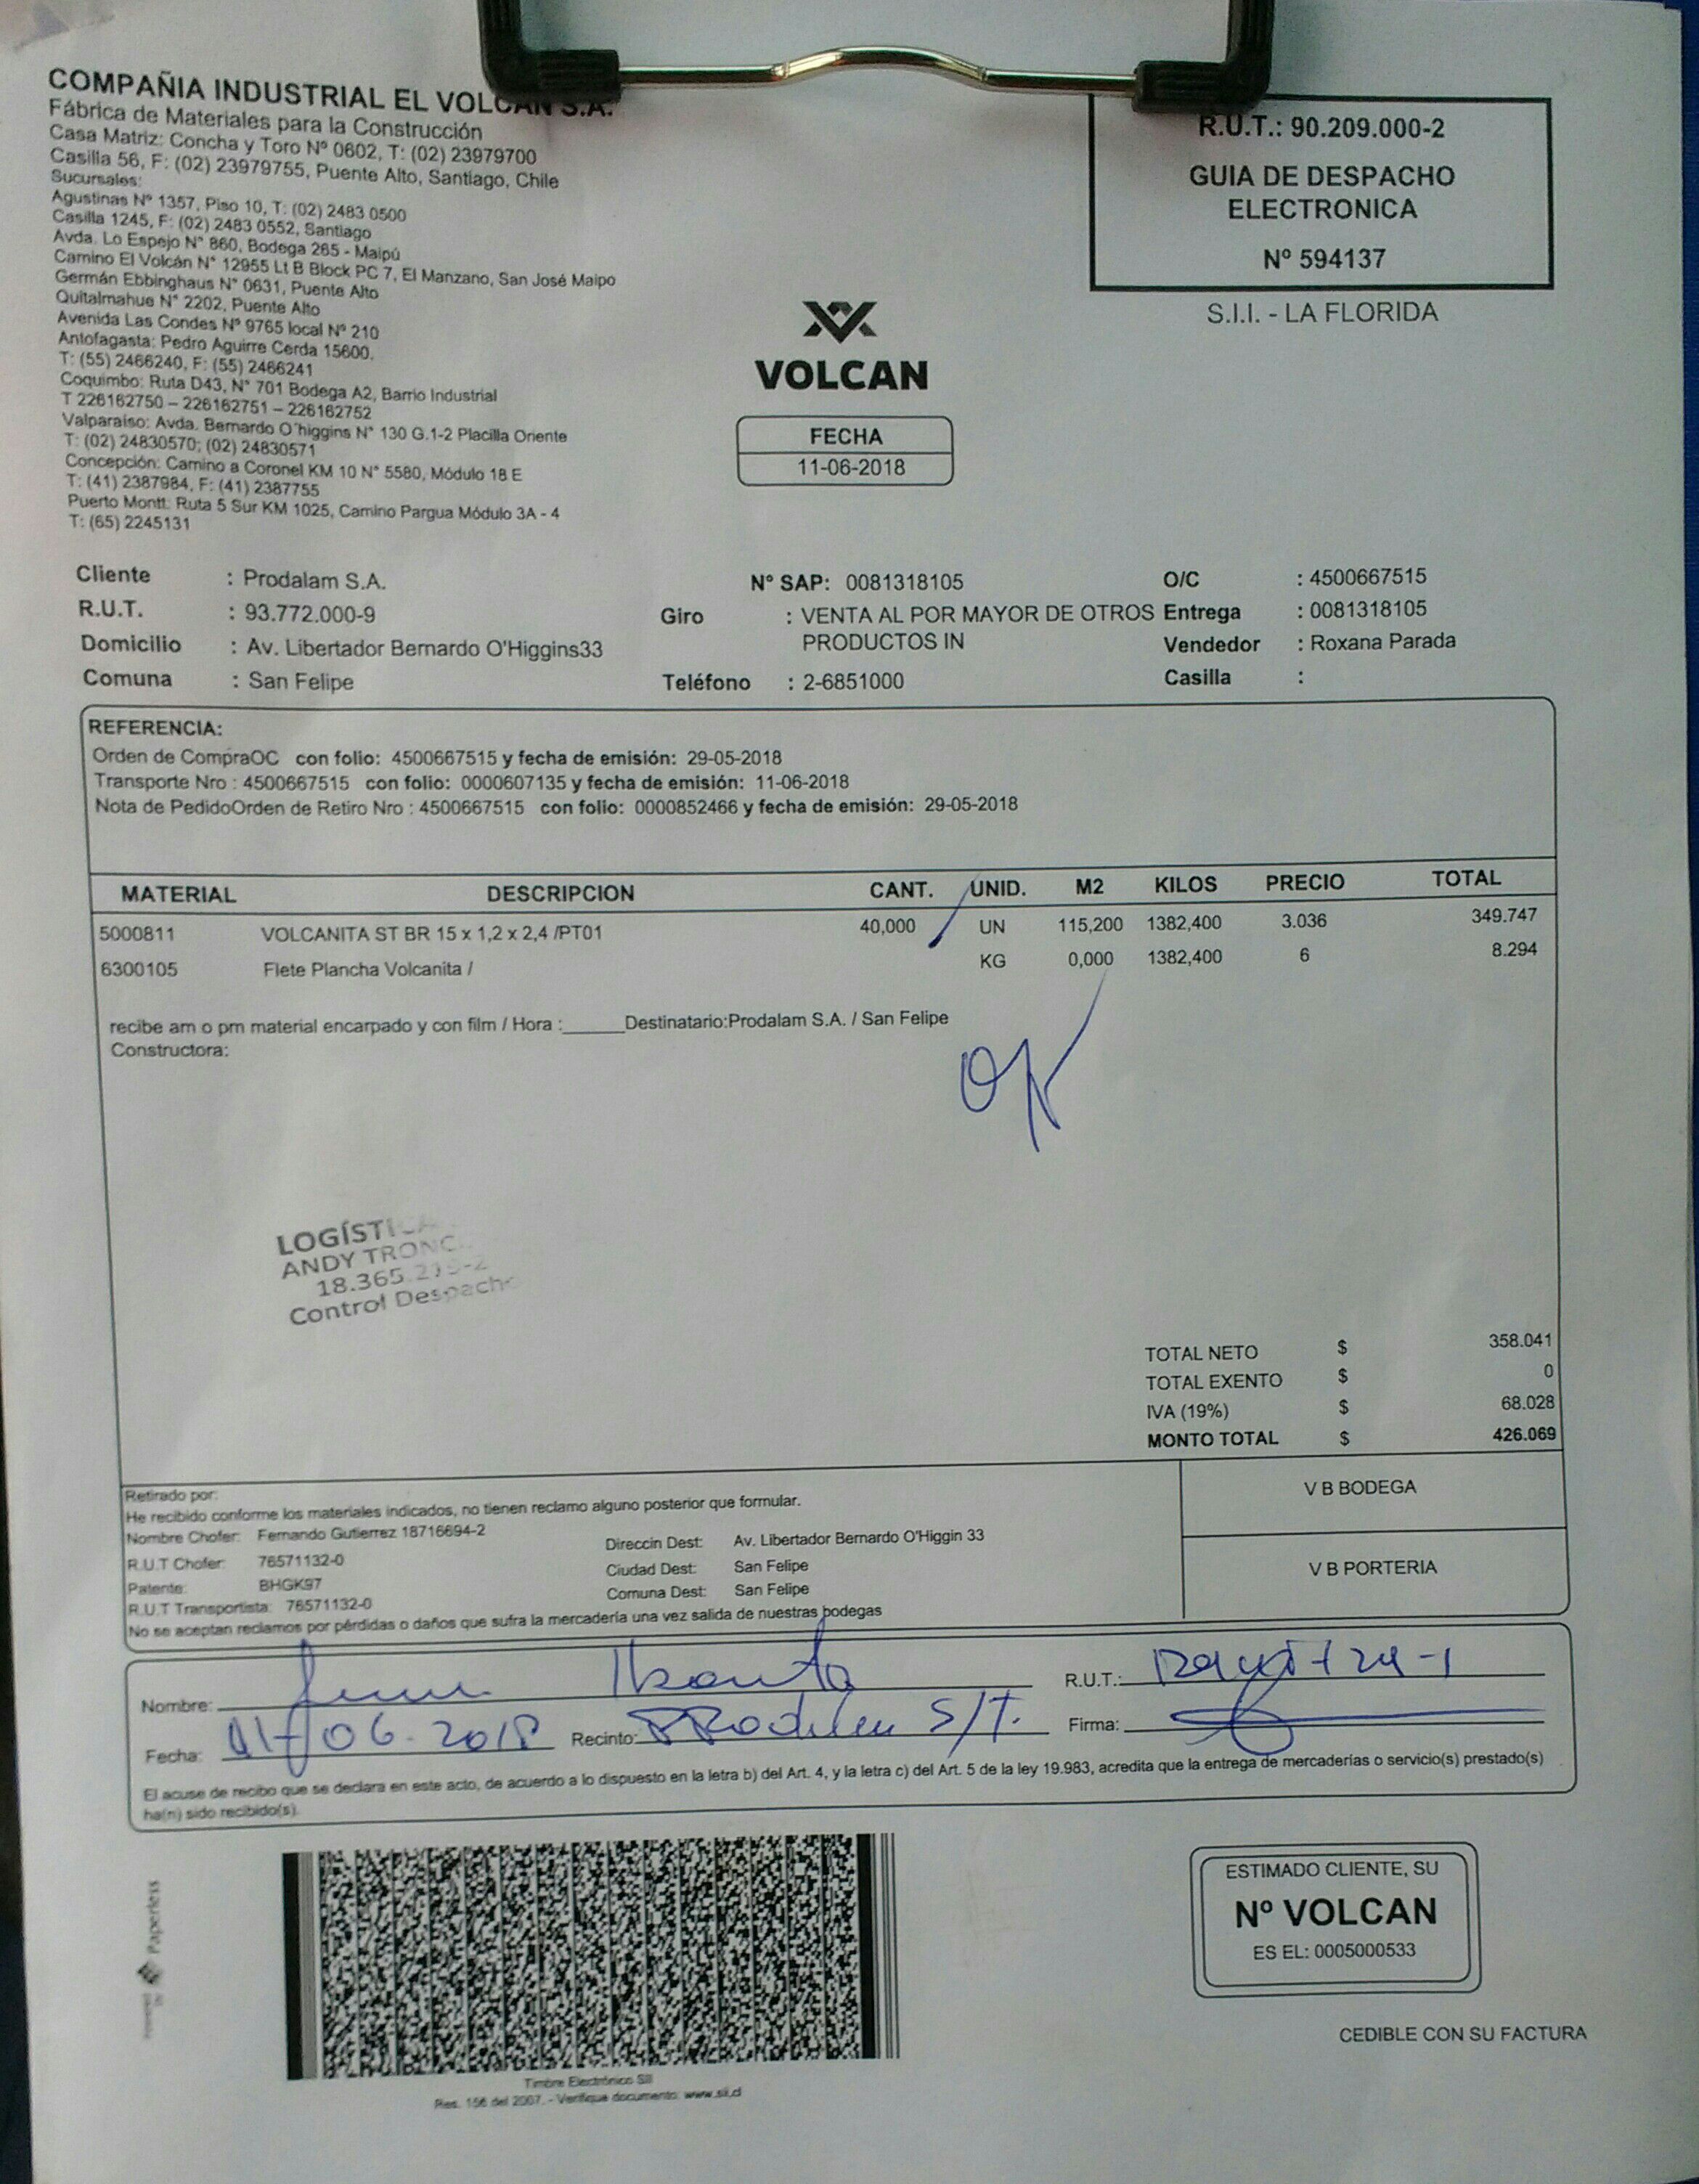 COMPAÑIA INDUSTRIAL EL VOLCAN S.A.
Fábrica de Materiales para la Construcción
Casa Matriz: Concha y Toro Nº 0602, T: (02) 23979700
Casilla 56, F: (02) 23979755, Puente Alto, Santiago, Chile
Sucursales:
Agustinas Nº 1357, Piso 10, T: (02) 2483 0500
Casilla 1245, F: (02) 2483 0552, Santiago
Avda. Lo Espejo N° 860, Bodega 265 - Maipú
Camino El Volcán N° 12955 Lt B Block PC 7, El Manzano, San José Maipo
Germán Ebbinghaus N° 0631, Puente Alto
Quitalmahue N° 2202, Puente Alto
Avenida Las Condes Nº 9765 local Nº 210
Antofagasta: Pedro Aguirre Cerda 15600,
T: (55) 2466240, F: (55) 2466241
Coquimbo: Ruta D43, N° 701 Bodega A2, Barrio Industrial
T 226162750 – 226162751 – 226162752
Valparaíso: Avda. Bernardo O´higgins N° 130 G.1-2 Placilla Oriente
T: (02) 24830570; (02) 24830571
Concepción: Camino a Coronel KM 10 N° 5580, Módulo 18 E
T: (41) 2387984, F: (41) 2387755
Puerto Montt: Ruta 5 Sur KM 1025, Camino Pargua Módulo 3A - 4
T: (65) 2245131
R.U.T.: 90.209.000-2
GUIA DE DESPACHO
ELECTRONICA
Nº 594137
S.I.I. - LA FLORIDA
VOLCAN
FECHA
11-06-2018
Cliente : Prodalam S.A. N° SAP: 0081318105 O/C : 4500667515
R.U.T. : 93.772.000-9 Giro : VENTA AL POR MAYOR DE OTROS Entrega : 0081318105
PRODUCTOS IN
Domicilio : Av. Libertador Bernardo O'Higgins33 Vendedor : Roxana Parada
Comuna : San Felipe Teléfono : 2-6851000 Casilla :
REFERENCIA:
Orden de CompraOC con folio: 4500667515 y fecha de emisión: 29-05-2018
Transporte Nro : 4500667515 con folio: 0000607135 y fecha de emisión: 11-06-2018
Nota de PedidoOrden de Retiro Nro : 4500667515 con folio: 0000852466 y fecha de emisión: 29-05-2018
MATERIAL DESCRIPCION CANT. UNID. M2 KILOS PRECIO TOTAL
5000811 VOLCANITA ST BR 15 x 1,2 x 2,4 /PT01 40,000 UN 115,200 1382,400 3.036 349.747
6300105 Flete Plancha Volcanita / KG 0,000 1382,400 6 8.294
recibe am o pm material encarpado y con film / Hora :______Destinatario:Prodalam S.A. / San Felipe
Constructora:
OK
LOGÍSTICA
ANDY
18.365
Control Despacho
TOTAL NETO $ 358.041
TOTAL EXENTO $ 0
IVA (19%) $ 68.028
MONTO TOTAL $ 426.069
Retirado por:
He recibido conforme los materiales indicados, no tienen reclamo alguno posterior que formular.
Nombre Chofer: Fernando Gutierrez 18716694-2 Direccin Dest: Av. Libertador Bernardo O'Higgin 33
R.U.T Chofer: 76571132-0 Ciudad Dest: San Felipe
Patente: BHGK97 Comuna Dest: San Felipe
R.U.T Transportista: 76571132-0
No se aceptan reclamos por pérdidas o daños que sufra la mercadería una vez salida de nuestras bodegas
V B BODEGA
V B PORTERIA
Nombre: R.U.T.:
Fecha: 06.2018 Recinto: Firma:
El acuse de recibo que se declara en este acto, de acuerdo a lo dispuesto en la letra b) del Art. 4, y la letra c) del Art. 5 de la ley 19.983, acredita que la entrega de mercaderías o servicio(s) prestado(s)
ha(n) sido recibido(s).
Powered by Paperless
Timbre Electrónico SII
Res. 156 del 2007. - Verifique documento: www.sii.cl
ESTIMADO CLIENTE, SU
Nº VOLCAN
ES EL: 0005000533
CEDIBLE CON SU FACTURA